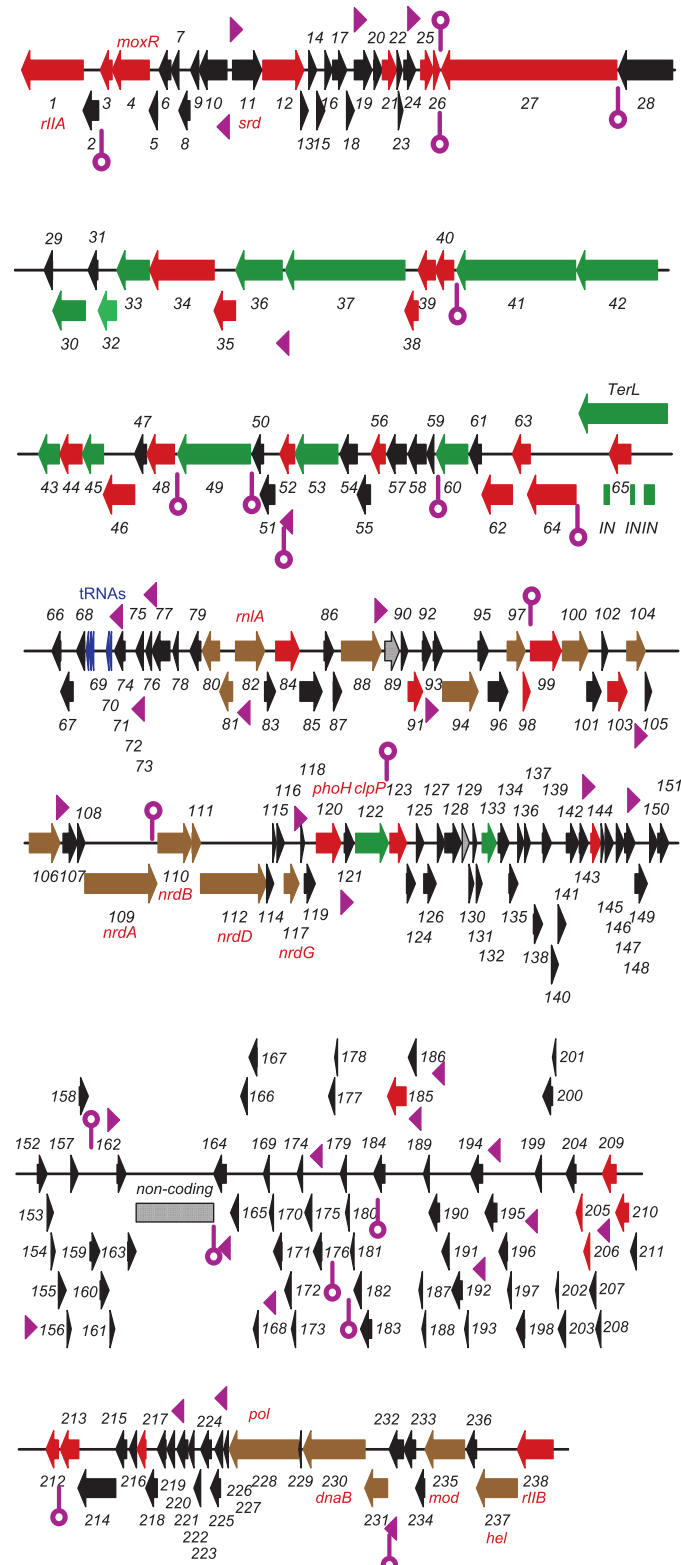 moxR 7 14 17 20 22 25
1 3 4 6 9 10 11 12 16 19 21 24 26 27 28
rIIA srd
2 5 8 13 15 18 23
29 31 40
33 34 36 37 39 41 42
30 32 35 38
TerL
47 50 56 59 61 63
43 44 45 48 49 52 53 54 57 58 60 65
46 51 55 62 64 IN IN IN
tRNAs rnlA
66 68 75 77 79 86 90 92 95 97 100 102 104
69 74 76 78 80 82 84 88 89 93 99
67 70 81 83 85 87 91 94 96 98 101 103 105
71
72
73
118
116
phoH clpP
137
134 139 151
108 111 115 120 122 123 125 127 129 133 136 142 144 150
128
106 107 110 114 121 143
nrdB
109 112 117 119 124 126 130 135 141 145 149
nrdA nrdD nrdG 131 146
132 138 147
140 148
167 178 186 201
158 166 177 185 200
152 157 162 164 169 174 179 184 189 194 199 204 209
non-coding
153 165 170 175 180 190 195 205 210
154 159 163 171 176 181 191 196 206 211
155 160 172 182 187 192 197 202 207
156 161 168 173 183 188 193 198 203 208
pol
213 215 217 224 232 233 236
212 216 219 226 228 229 230 235 238
220 227 dnaB mod rIIB
214 218 221 225 231 234 237
222 hel
223